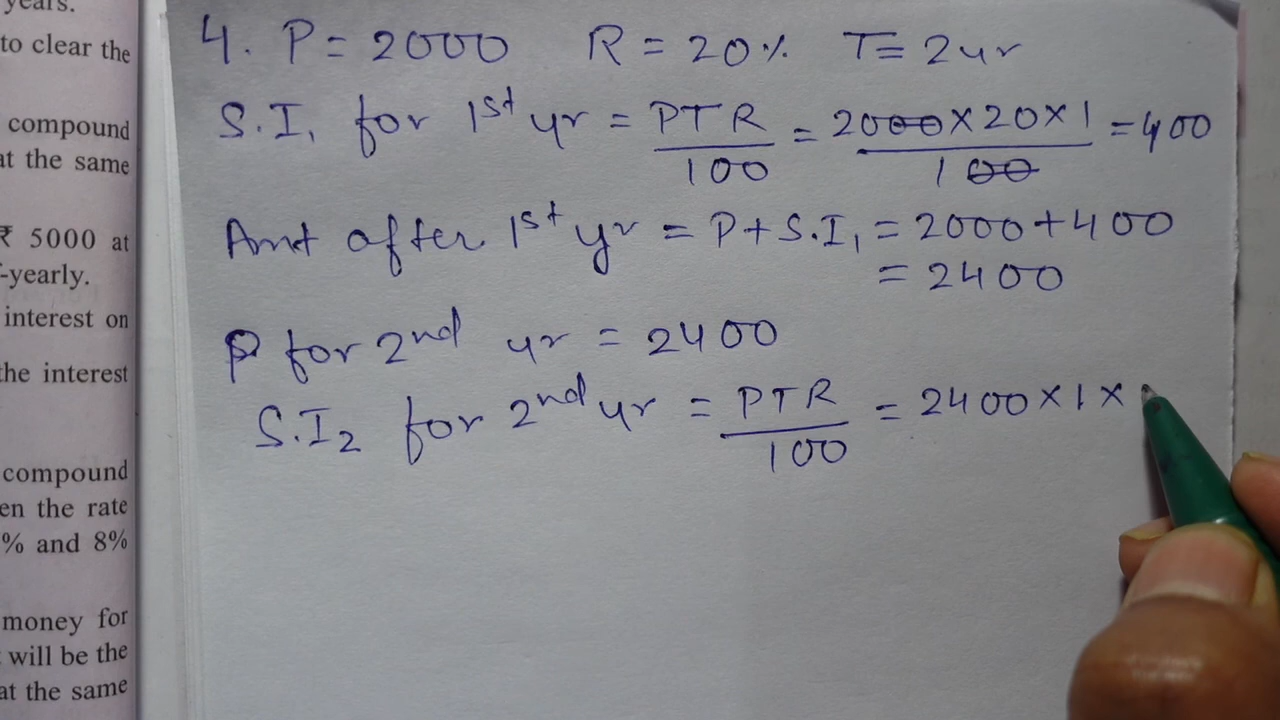 years.
to clear the
compound
at the same
₹ 5000 at
-yearly.
interest on
the interest
compound
en the rate
% and 8%
money for
will be the
at the same
4. P = 2000 R = 20% T = 2yr
S.I₁ for 1st yr = PTR/100 = 2000×20×1/100 = 400
Amt after 1st yr = P+S.I₁ = 2000+400
= 2400
P for 2nd yr = 2400
S.I₂ for 2nd yr = PTR/100 = 2400×1×